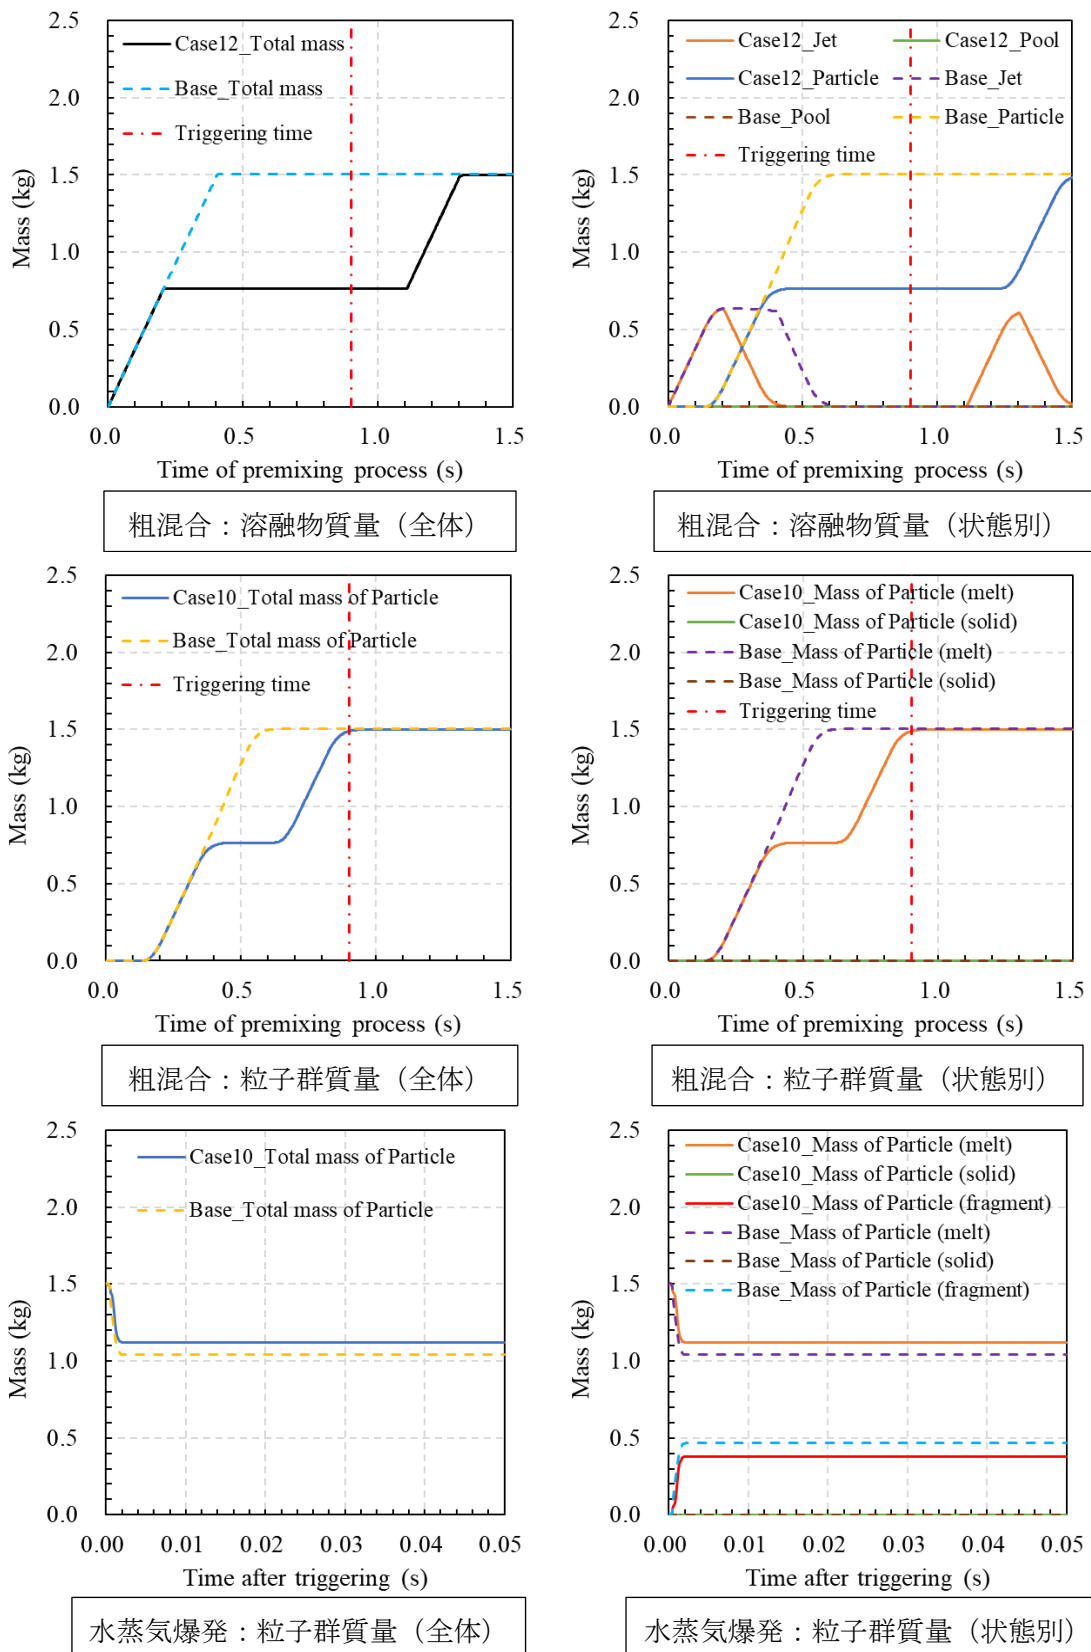 2.5
2.0
1.5
1.0
0.5
0.0
Mass (kg)
Case12_Total mass
Base_Total mass
Triggering time
0.0 0.5 1.0 1.5
Time of premixing process (s)
粗混合：溶融物質量（全体）
2.5
2.0
1.5
1.0
0.5
0.0
Mass (kg)
Case12_Jet Case12_Pool
Case12_Particle Base_Jet
Base_Pool Base_Particle
Triggering time
0.0 0.5 1.0 1.5
Time of premixing process (s)
粗混合：溶融物質量（状態別）
2.5
2.0
1.5
1.0
0.5
0.0
Mass (kg)
Case10_Total mass of Particle
Base_Total mass of Particle
Triggering time
0.0 0.5 1.0 1.5
Time of premixing process (s)
粗混合：粒子群質量（全体）
2.5
2.0
1.5
1.0
0.5
0.0
Mass (kg)
Case10_Mass of Particle (melt)
Case10_Mass of Particle (solid)
Base_Mass of Particle (melt)
Base_Mass of Particle (solid)
Triggering time
0.0 0.5 1.0 1.5
Time of premixing process (s)
粗混合：粒子群質量（状態別）
2.5
2.0
1.5
1.0
0.5
0.0
Mass (kg)
Case10_Total mass of Particle
Base_Total mass of Particle
0.00 0.01 0.02 0.03 0.04 0.05
Time after triggering (s)
水蒸気爆発：粒子群質量（全体）
2.5
2.0
1.5
1.0
0.5
0.0
Mass (kg)
Case10_Mass of Particle (melt)
Case10_Mass of Particle (solid)
Case10_Mass of Particle (fragment)
Base_Mass of Particle (melt)
Base_Mass of Particle (solid)
Base_Mass of Particle (fragment)
0.00 0.01 0.02 0.03 0.04 0.05
Time after triggering (s)
水蒸気爆発：粒子群質量（状態別）